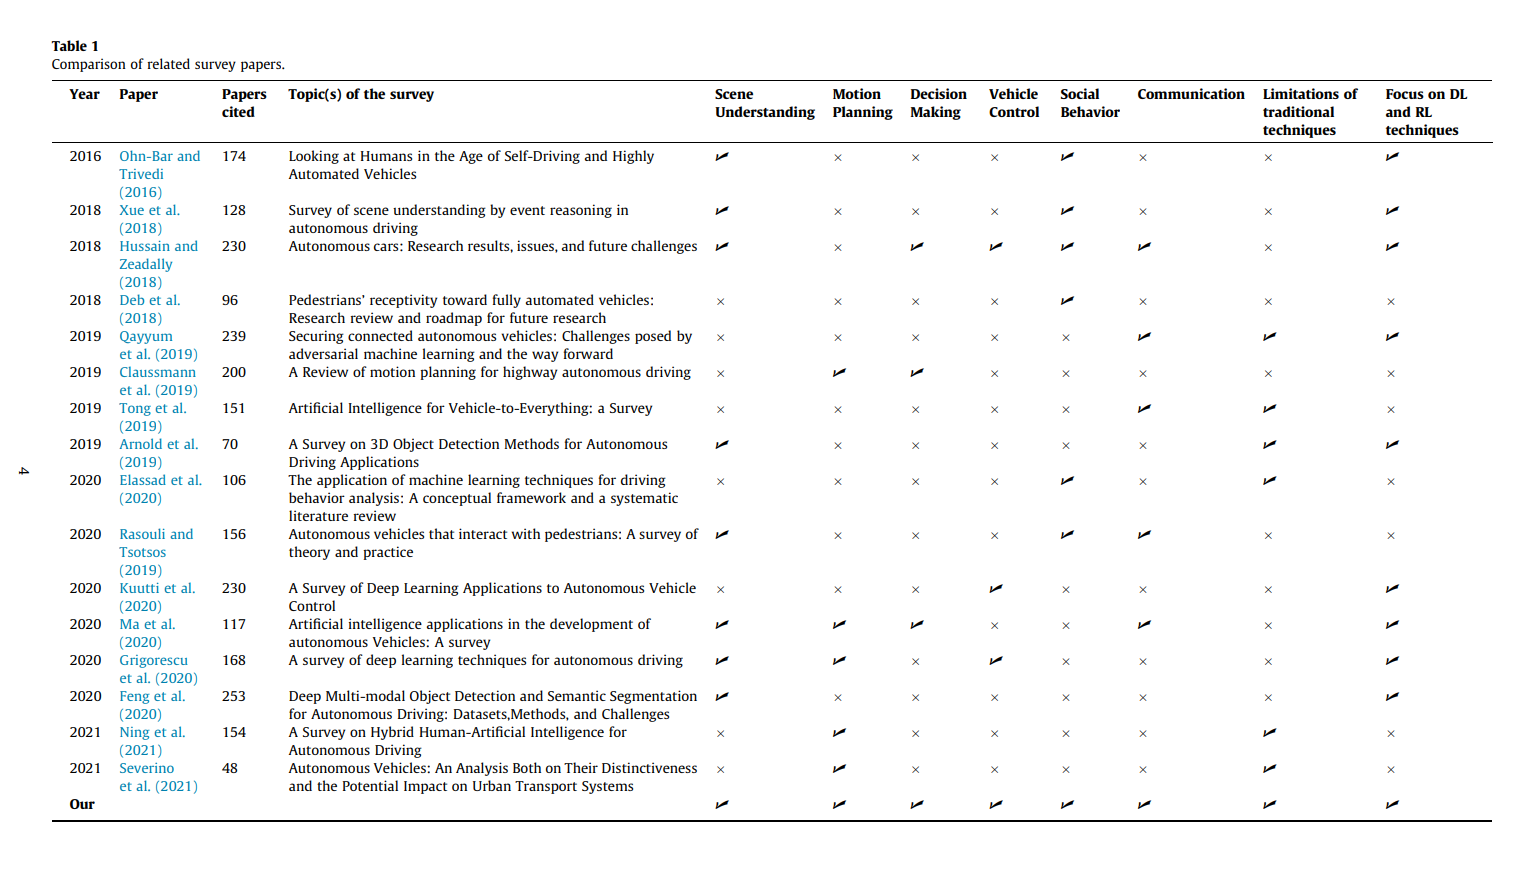 Table 1
Comparison of related survey papers.
Year Paper Papers cited Topic(s) of the survey Scene Understanding Motion Planning Decision Making Vehicle Control Social Behavior Communication Limitations of traditional techniques Focus on DL and RL techniques
2016 Ohn-Bar and Trivedi (2016) 174 Looking at Humans in the Age of Self-Driving and Highly Automated Vehicles ✓ × × × ✓ × × ✓
2018 Xue et al. (2018) 128 Survey of scene understanding by event reasoning in autonomous driving ✓ × × × ✓ × × ✓
2018 Hussain and Zeadally (2018) 230 Autonomous cars: Research results, issues, and future challenges ✓ × ✓ ✓ ✓ ✓ × ✓
2018 Deb et al. (2018) 96 Pedestrians' receptivity toward fully automated vehicles: Research review and roadmap for future research × × × × ✓ × × ×
2019 Qayyum et al. (2019) 239 Securing connected autonomous vehicles: Challenges posed by adversarial machine learning and the way forward × × × × × ✓ ✓ ✓
2019 Claussmann et al. (2019) 200 A Review of motion planning for highway autonomous driving × ✓ ✓ × × × × ×
2019 Tong et al. (2019) 151 Artificial Intelligence for Vehicle-to-Everything: a Survey × × × × × ✓ ✓ ×
2019 Arnold et al. (2019) 70 A Survey on 3D Object Detection Methods for Autonomous Driving Applications ✓ × × × × × ✓ ✓
2020 Elassad et al. (2020) 106 The application of machine learning techniques for driving behavior analysis: A conceptual framework and a systematic literature review × × × × ✓ × ✓ ×
2020 Rasouli and Tsotsos (2019) 156 Autonomous vehicles that interact with pedestrians: A survey of theory and practice ✓ × × × ✓ ✓ × ×
2020 Kuutti et al. (2020) 230 A Survey of Deep Learning Applications to Autonomous Vehicle Control × × × ✓ × × × ✓
2020 Ma et al. (2020) 117 Artificial intelligence applications in the development of autonomous Vehicles: A survey ✓ ✓ ✓ × × ✓ × ✓
2020 Grigorescu et al. (2020) 168 A survey of deep learning techniques for autonomous driving ✓ ✓ × ✓ × × × ✓
2020 Feng et al. (2020) 253 Deep Multi-modal Object Detection and Semantic Segmentation for Autonomous Driving: Datasets,Methods, and Challenges ✓ × × × × × × ✓
2021 Ning et al. (2021) 154 A Survey on Hybrid Human-Artificial Intelligence for Autonomous Driving × ✓ × × × × ✓ ×
2021 Severino et al. (2021) 48 Autonomous Vehicles: An Analysis Both on Their Distinctiveness and the Potential Impact on Urban Transport Systems × ✓ × × × × ✓ ×
Our ✓ ✓ ✓ ✓ ✓ ✓ ✓ ✓
4